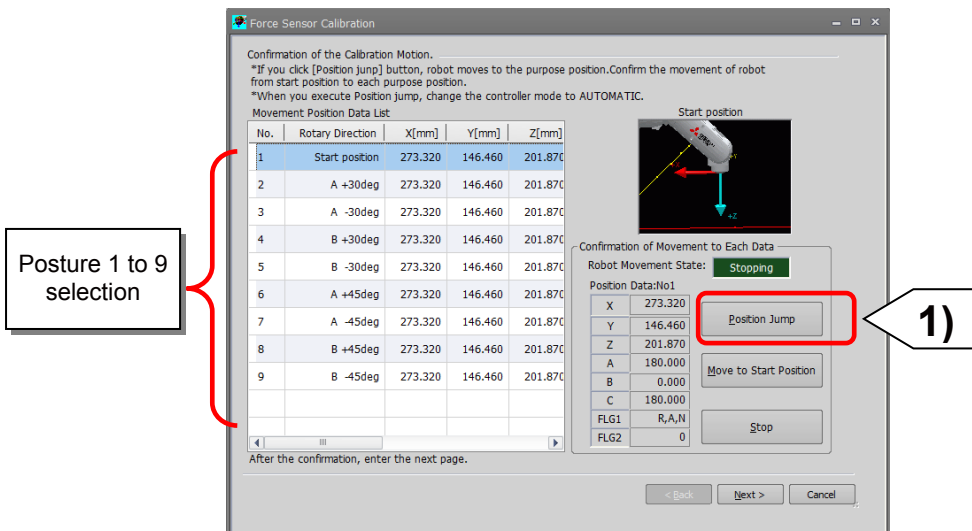 Force Sensor Calibration
Confirmation of the Calibration Motion.
*If you click [Position junp] button, robot moves to the purpose position.Confirm the movement of robot
from start position to each purpose position.
*When you execute Position jump, change the controller mode to AUTOMATIC.
Movement Position Data List
No. Rotary Direction X[mm] Y[mm] Z[mm]
1 Start position 273.320 146.460 201.870
2 A +30deg 273.320 146.460 201.870
3 A -30deg 273.320 146.460 201.870
4 B +30deg 273.320 146.460 201.870
5 B -30deg 273.320 146.460 201.870
6 A +45deg 273.320 146.460 201.870
7 A -45deg 273.320 146.460 201.870
8 B +45deg 273.320 146.460 201.870
9 B -45deg 273.320 146.460 201.870
After the confirmation, enter the next page.
Posture 1 to 9
selection
Start position
+Z
Confirmation of Movement to Each Data
Robot Movement State: Stopping
Position Data:No1
X 273.320
Y 146.460
Z 201.870
A 180.000
B 0.000
C 180.000
FLG1 R,A,N
FLG2 0
Position Jump
Move to Start Position
Stop
1)
< Back Next > Cancel